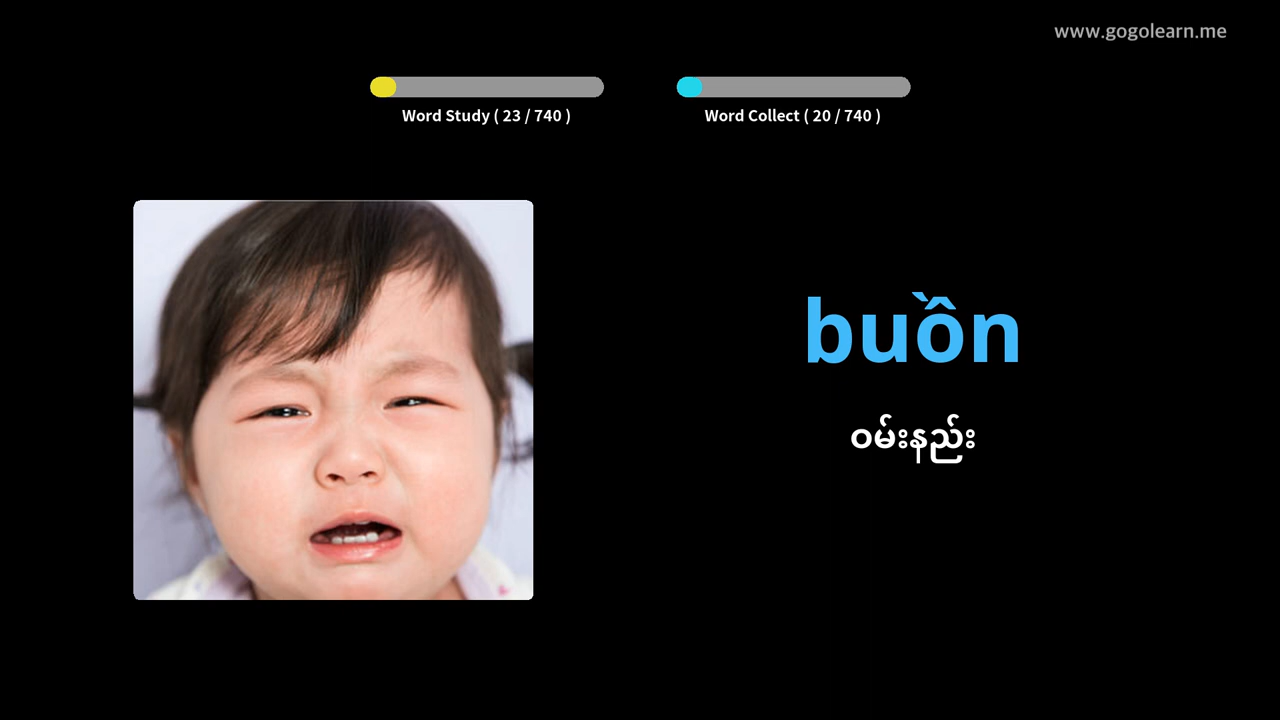 www.gogolearn.me
Word Study ( 23 / 740 )
Word Collect ( 20 / 740 )
buồn
ဝမ်းနည်း